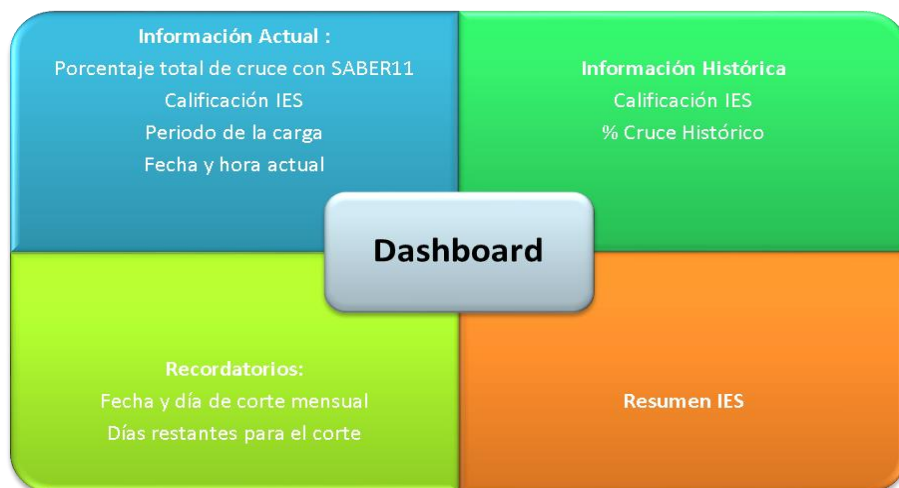 Información Actual :
Porcentaje total de cruce con SABER11
Calificación IES
Periodo de la carga
Fecha y hora actual
Información Histórica
Calificación IES
% Cruce Histórico
Dashboard
Recordatorios:
Fecha y día de corte mensual
Días restantes para el corte
Resumen IES